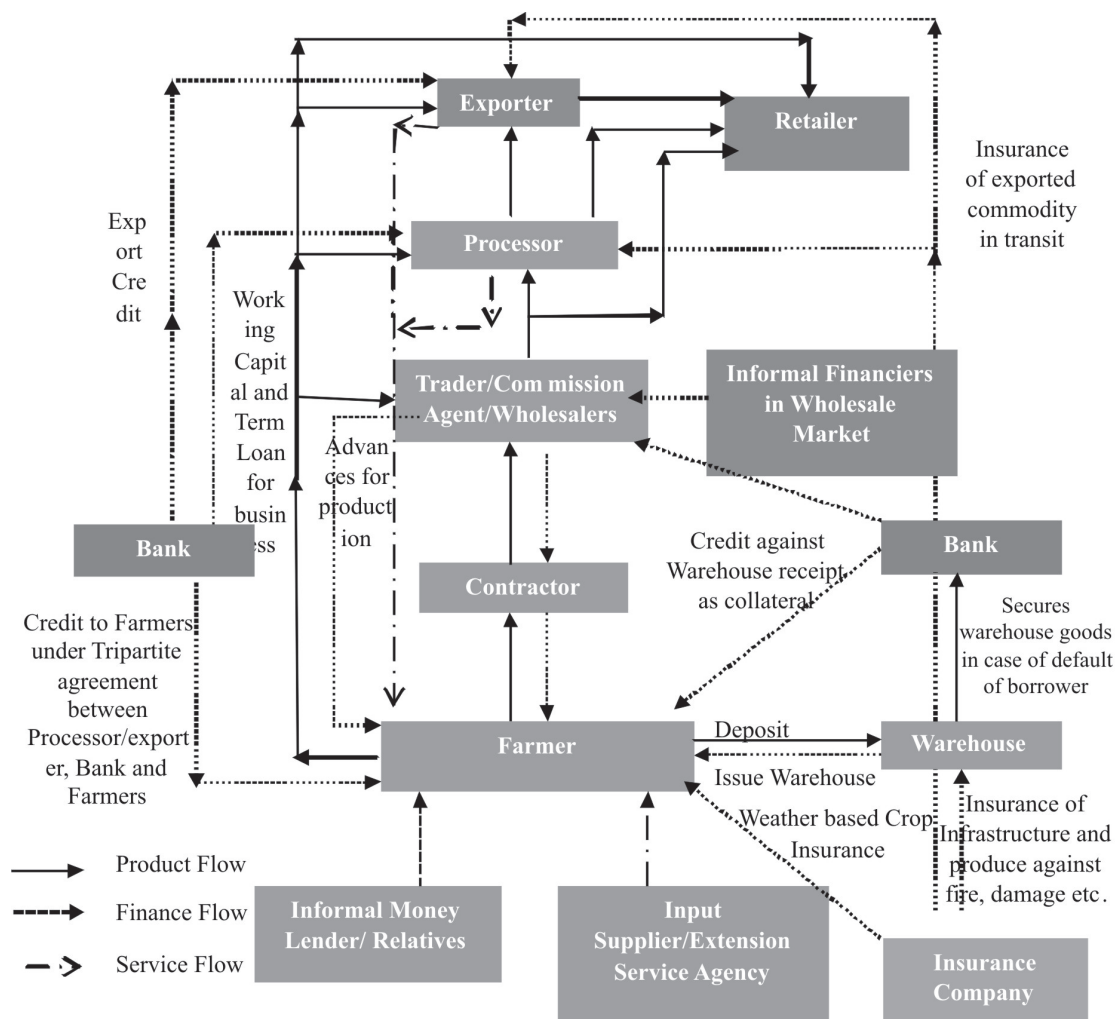 Exporter
Retailer
Insurance
of exported
commodity
in transit
Exp
ort
Cre
dit
Processor
Work
ing
Capit
al and
Term
Loan
for
busin
ess
Trader/Com mission
Agent/Wholesalers
Informal Financiers
in Wholesale
Market
Advan
ces for
product
ion
Bank
Bank
Credit against
Warehouse receipt
as collateral
Contractor
Secures
warehouse goods
in case of default
of borrower
Credit to Farmers
under Tripartite
agreement
between
Processor/export
er, Bank and
Farmers
Farmer
Deposit
Warehouse
Issue Warehouse
Weather based Crop
Insurance
Insurance of
Infrastructure and
produce against
fire, damage etc.
Product Flow
Finance Flow
Service Flow
Informal Money
Lender/ Relatives
Input
Supplier/Extension
Service Agency
Insurance
Company